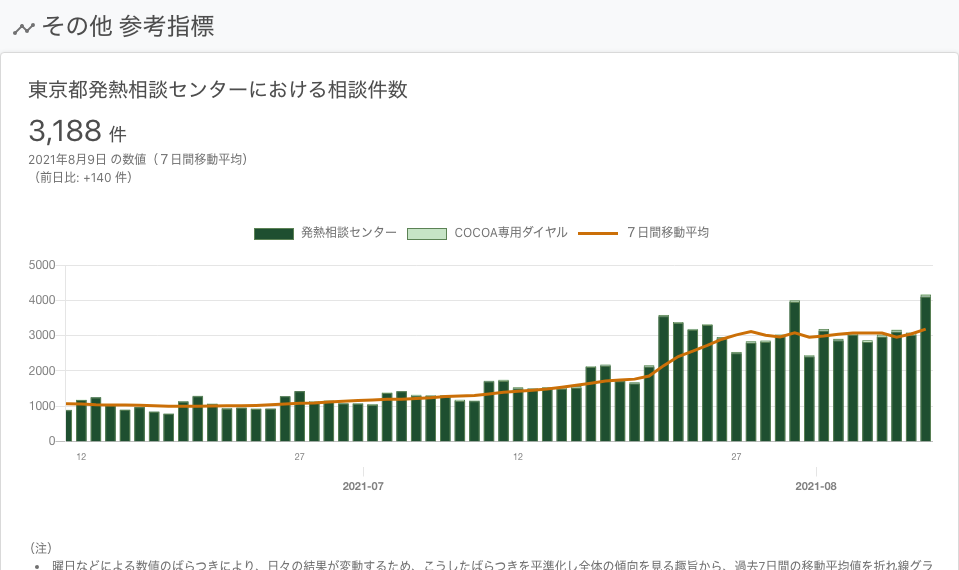 その他 参考指標
東京都発熱相談センターにおける相談件数
3,188 件
2021年8月9日 の数値（７日間移動平均）
（前日比: +140 件）
発熱相談センター COCOA専用ダイヤル ７日間移動平均
5000
4000
3000
2000
1000
0
12 27 12 27
2021-07 2021-08
（注）
• 曜日などによる数値のばらつきにより、日々の結果が変動するため、こうしたばらつきを平準化し全体の傾向を見る趣旨から、過去7日間の移動平均値を折れ線グラ